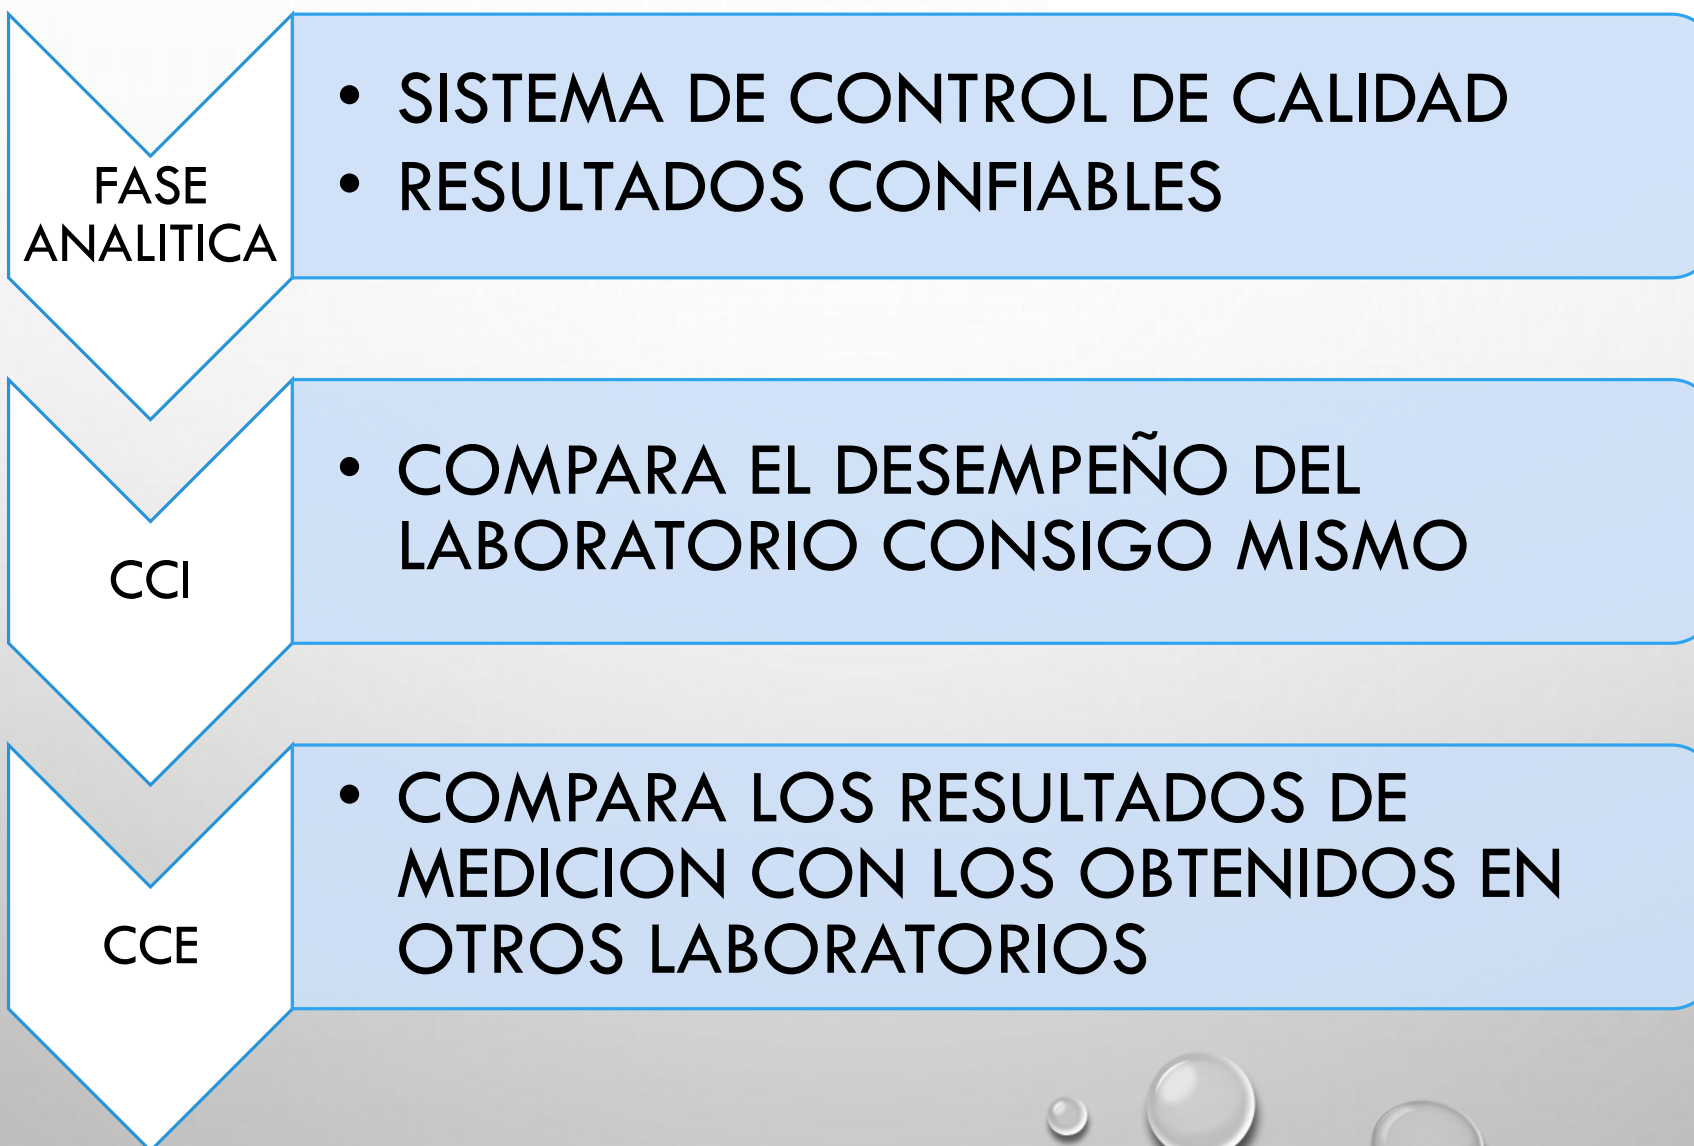 FASE
ANALITICA
• SISTEMA DE CONTROL DE CALIDAD
• RESULTADOS CONFIABLES
CCI
• COMPARA EL DESEMPEÑO DEL
LABORATORIO CONSIGO MISMO
CCE
• COMPARA LOS RESULTADOS DE
MEDICION CON LOS OBTENIDOS EN
OTROS LABORATORIOS